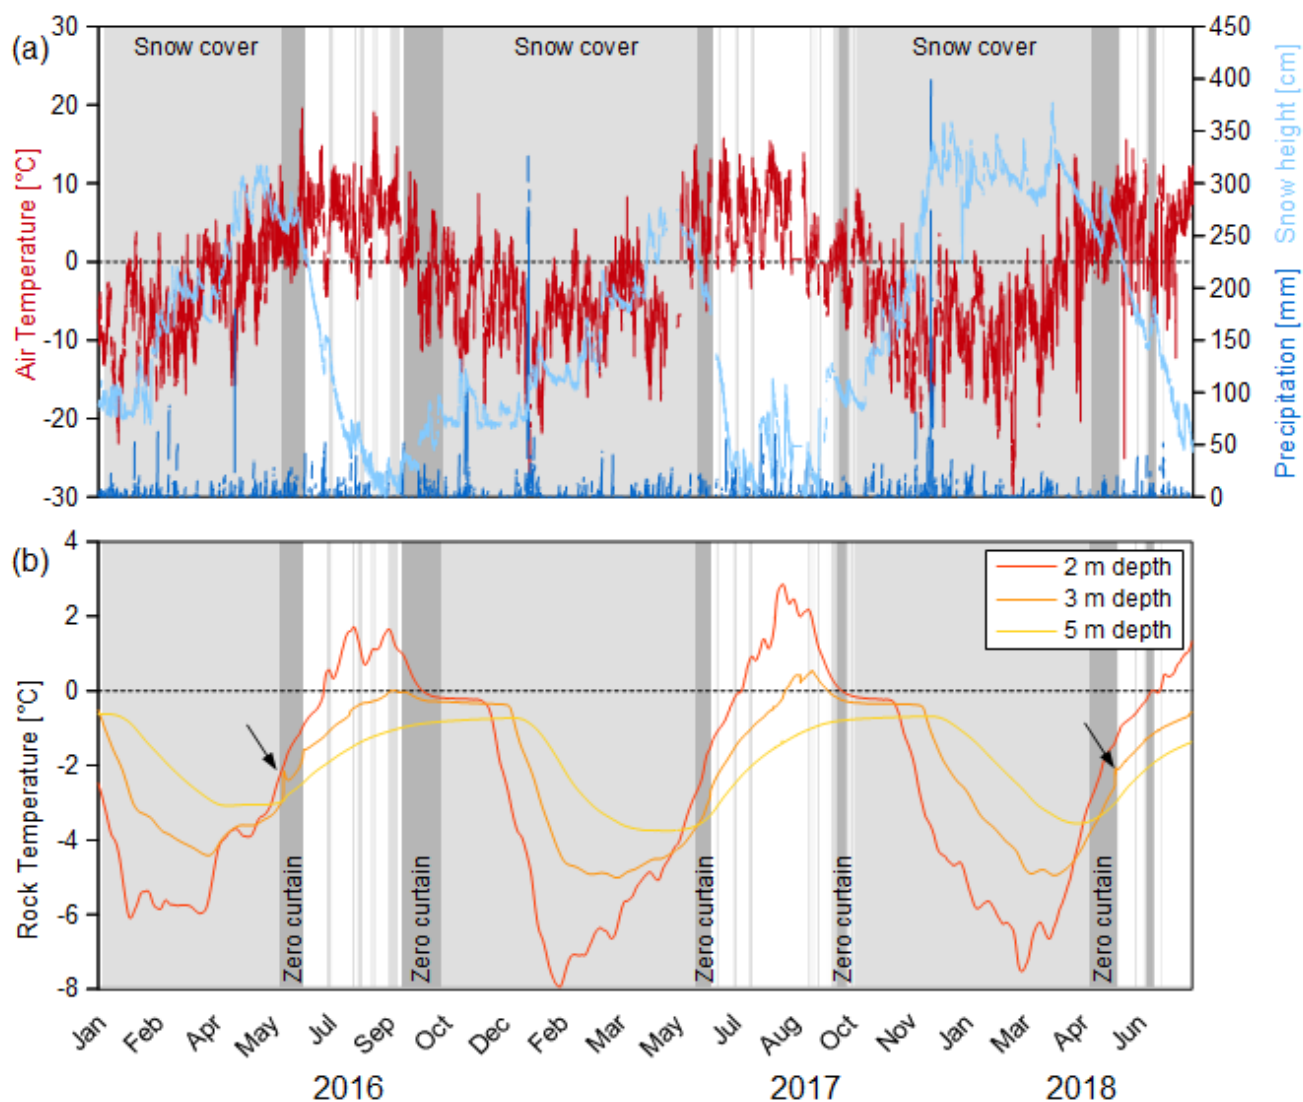 (a)
Snow cover
Snow cover
Snow cover
30
20
10
0
-10
-20
-30
Air Temperature [°C]
450
400
350
300
250
200
150
100
50
0
Precipitation [mm] Snow height [cm]
(b)
4
2
0
-2
-4
-6
-8
Rock Temperature [°C]
2 m depth
3 m depth
5 m depth
Zero curtain
Zero curtain
Zero curtain
Zero curtain
Zero curtain
Jan Feb Apr May Jul Sep Oct Dec Feb Mar May Jul Aug Oct Nov Jan Mar Apr Jun
2016 2017 2018